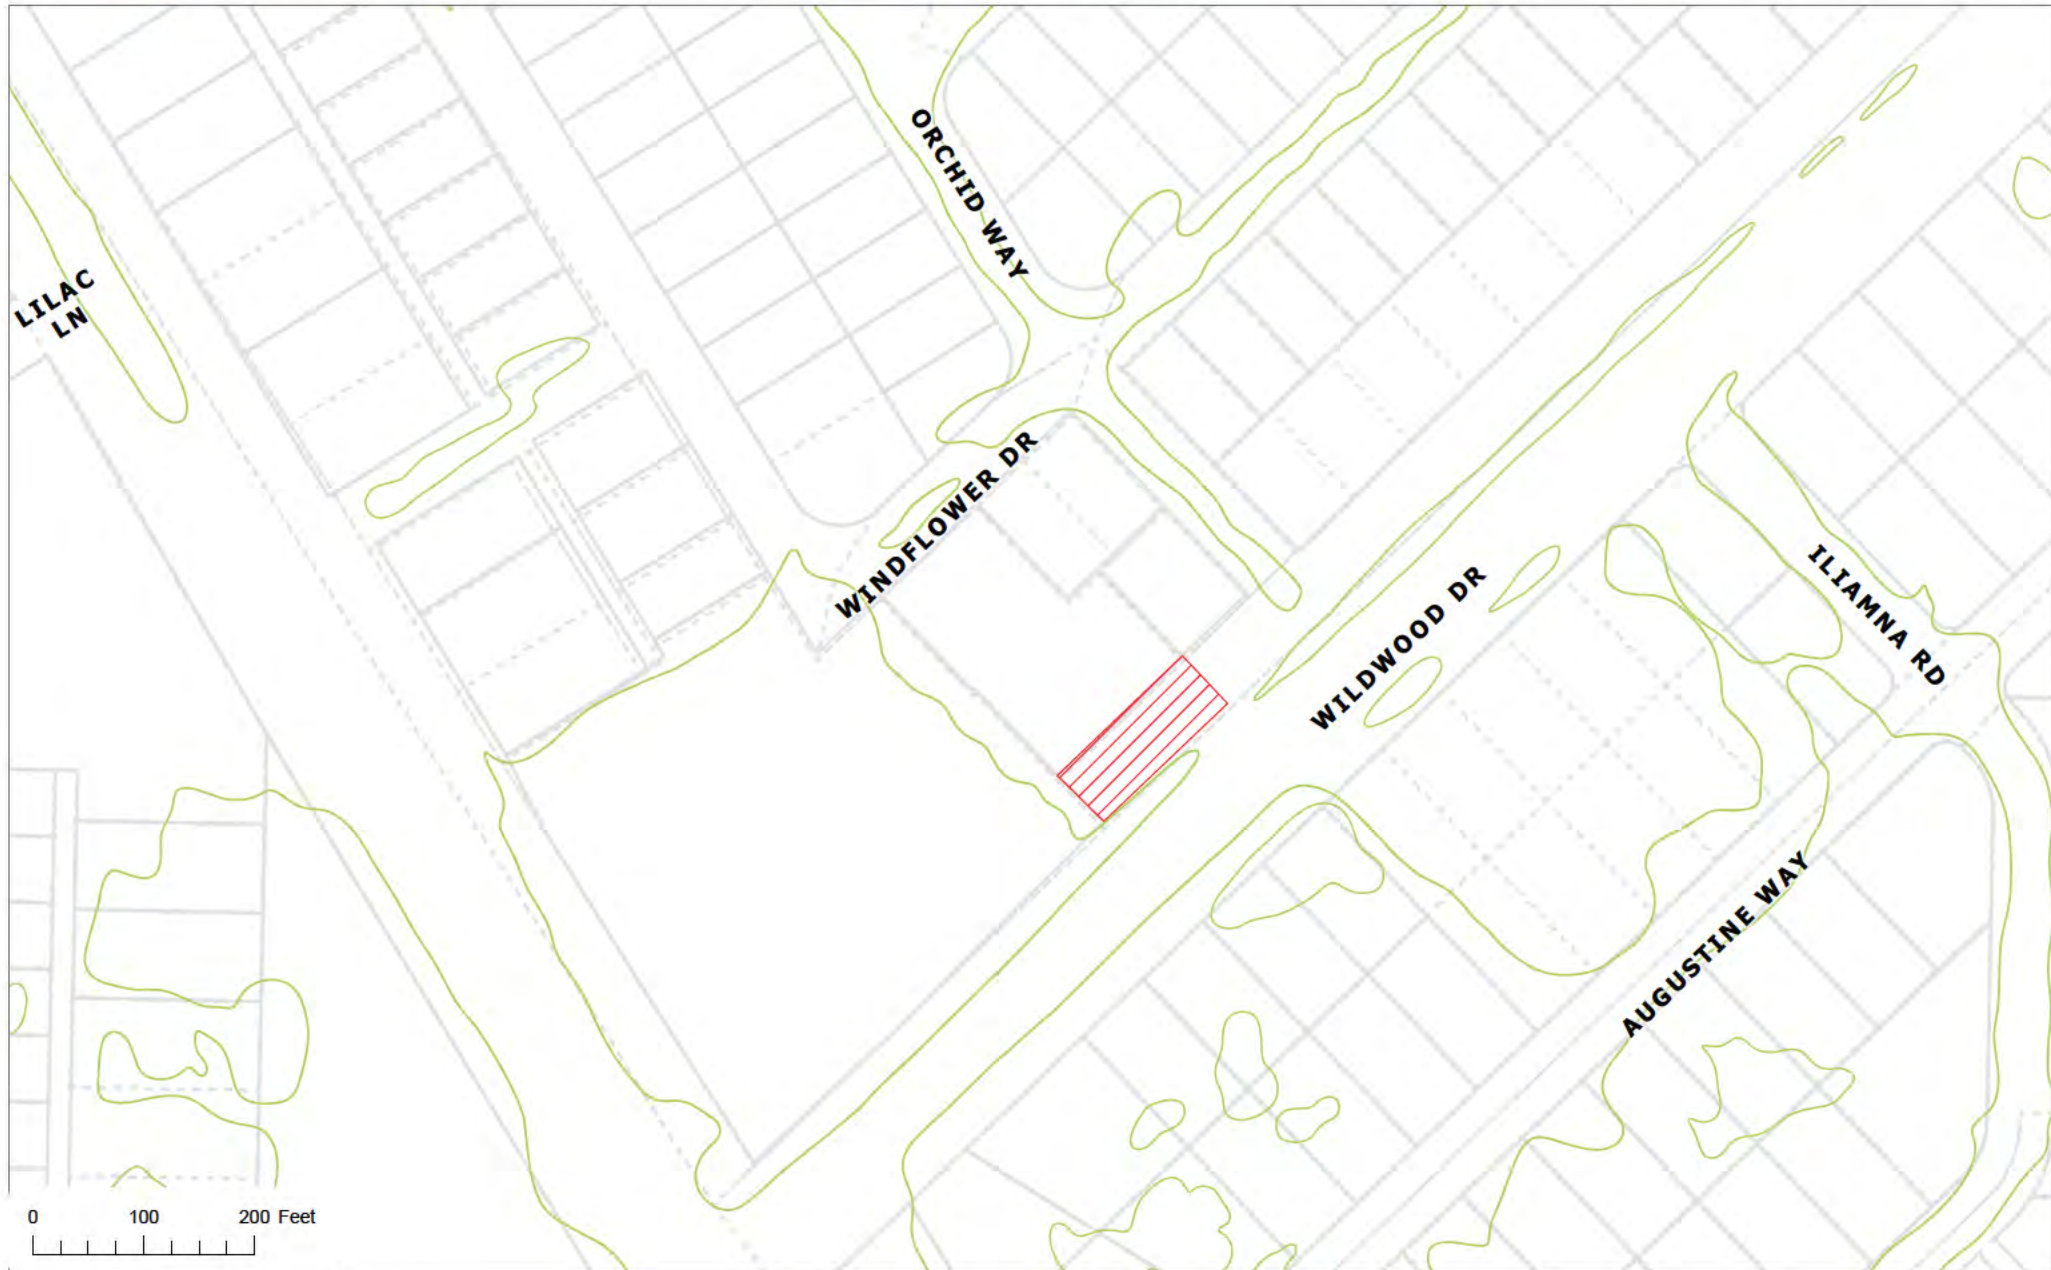 ORCHID WAY
LILAC
LN
WINDFLOWER DR
WILDWOOD DR
ILIAMNA RD
AUGUSTINE WAY
0 100 200 Feet